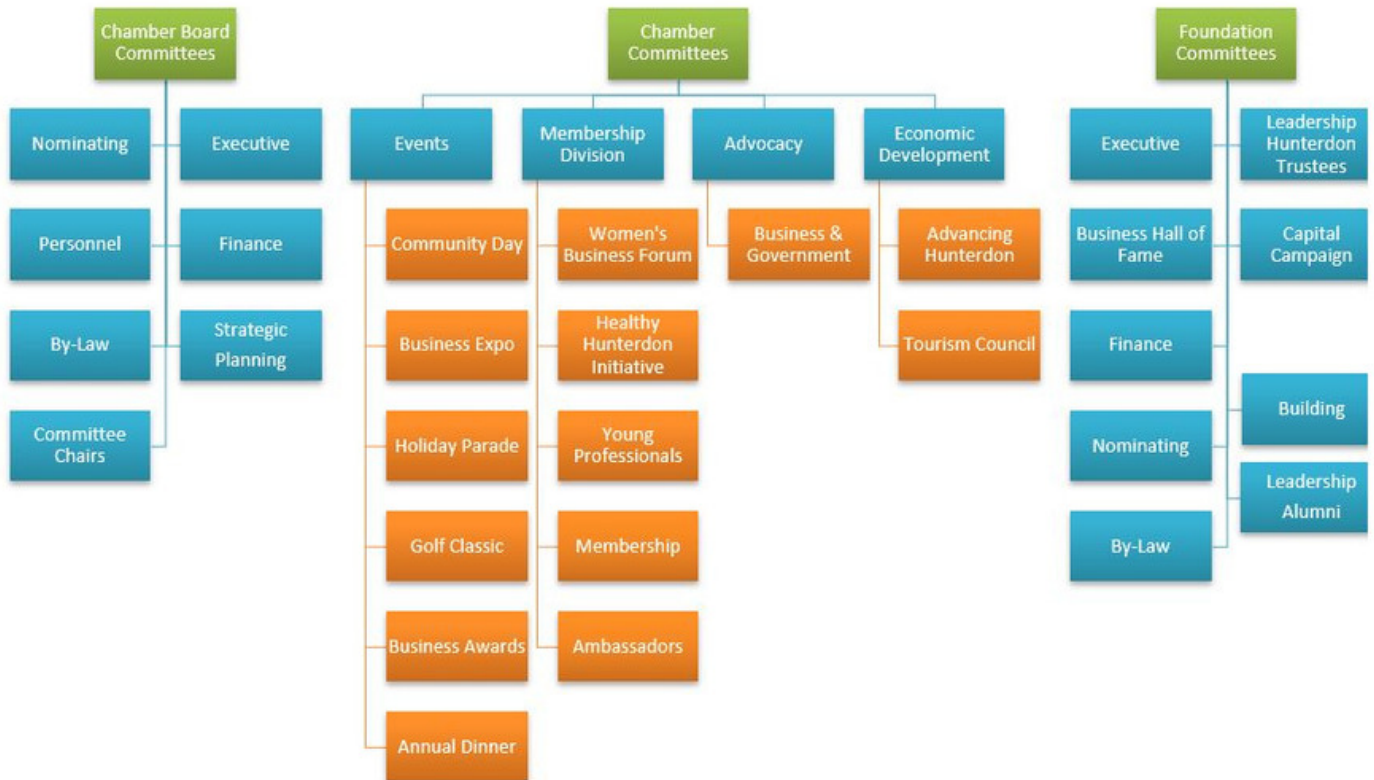 Chamber Board
Committees
Nominating
Executive
Personnel
Finance
By-Law
Strategic
Planning
Committee
Chairs
Chamber
Committees
Events
Membership
Division
Advocacy
Economic
Development
Community Day
Business Expo
Holiday Parade
Golf Classic
Business Awards
Annual Dinner
Women's
Business Forum
Healthy
Hunterdon
Initiative
Young
Professionals
Membership
Ambassadors
Business &
Government
Advancing
Hunterdon
Tourism Council
Foundation
Committees
Executive
Leadership
Hunterdon
Trustees
Business Hall of
Fame
Capital
Campaign
Finance
Building
Nominating
Leadership
Alumni
By-Law